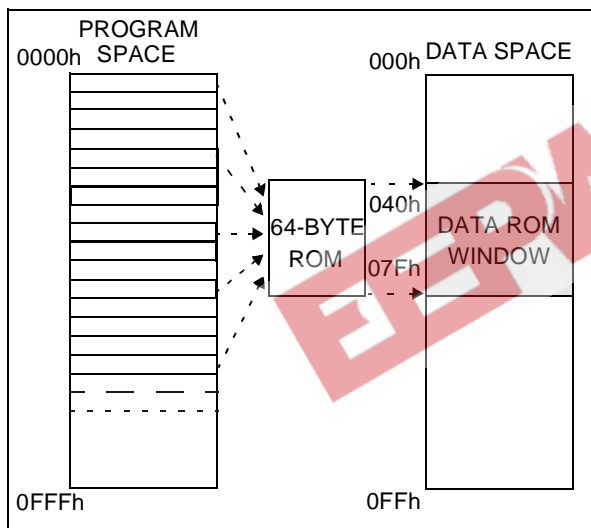 PROGRAM
SPACE
0000h
000h
DATA SPACE
040h
64-BYTE
ROM
07Fh
DATA ROM
WINDOW
0FFFh
0FFh